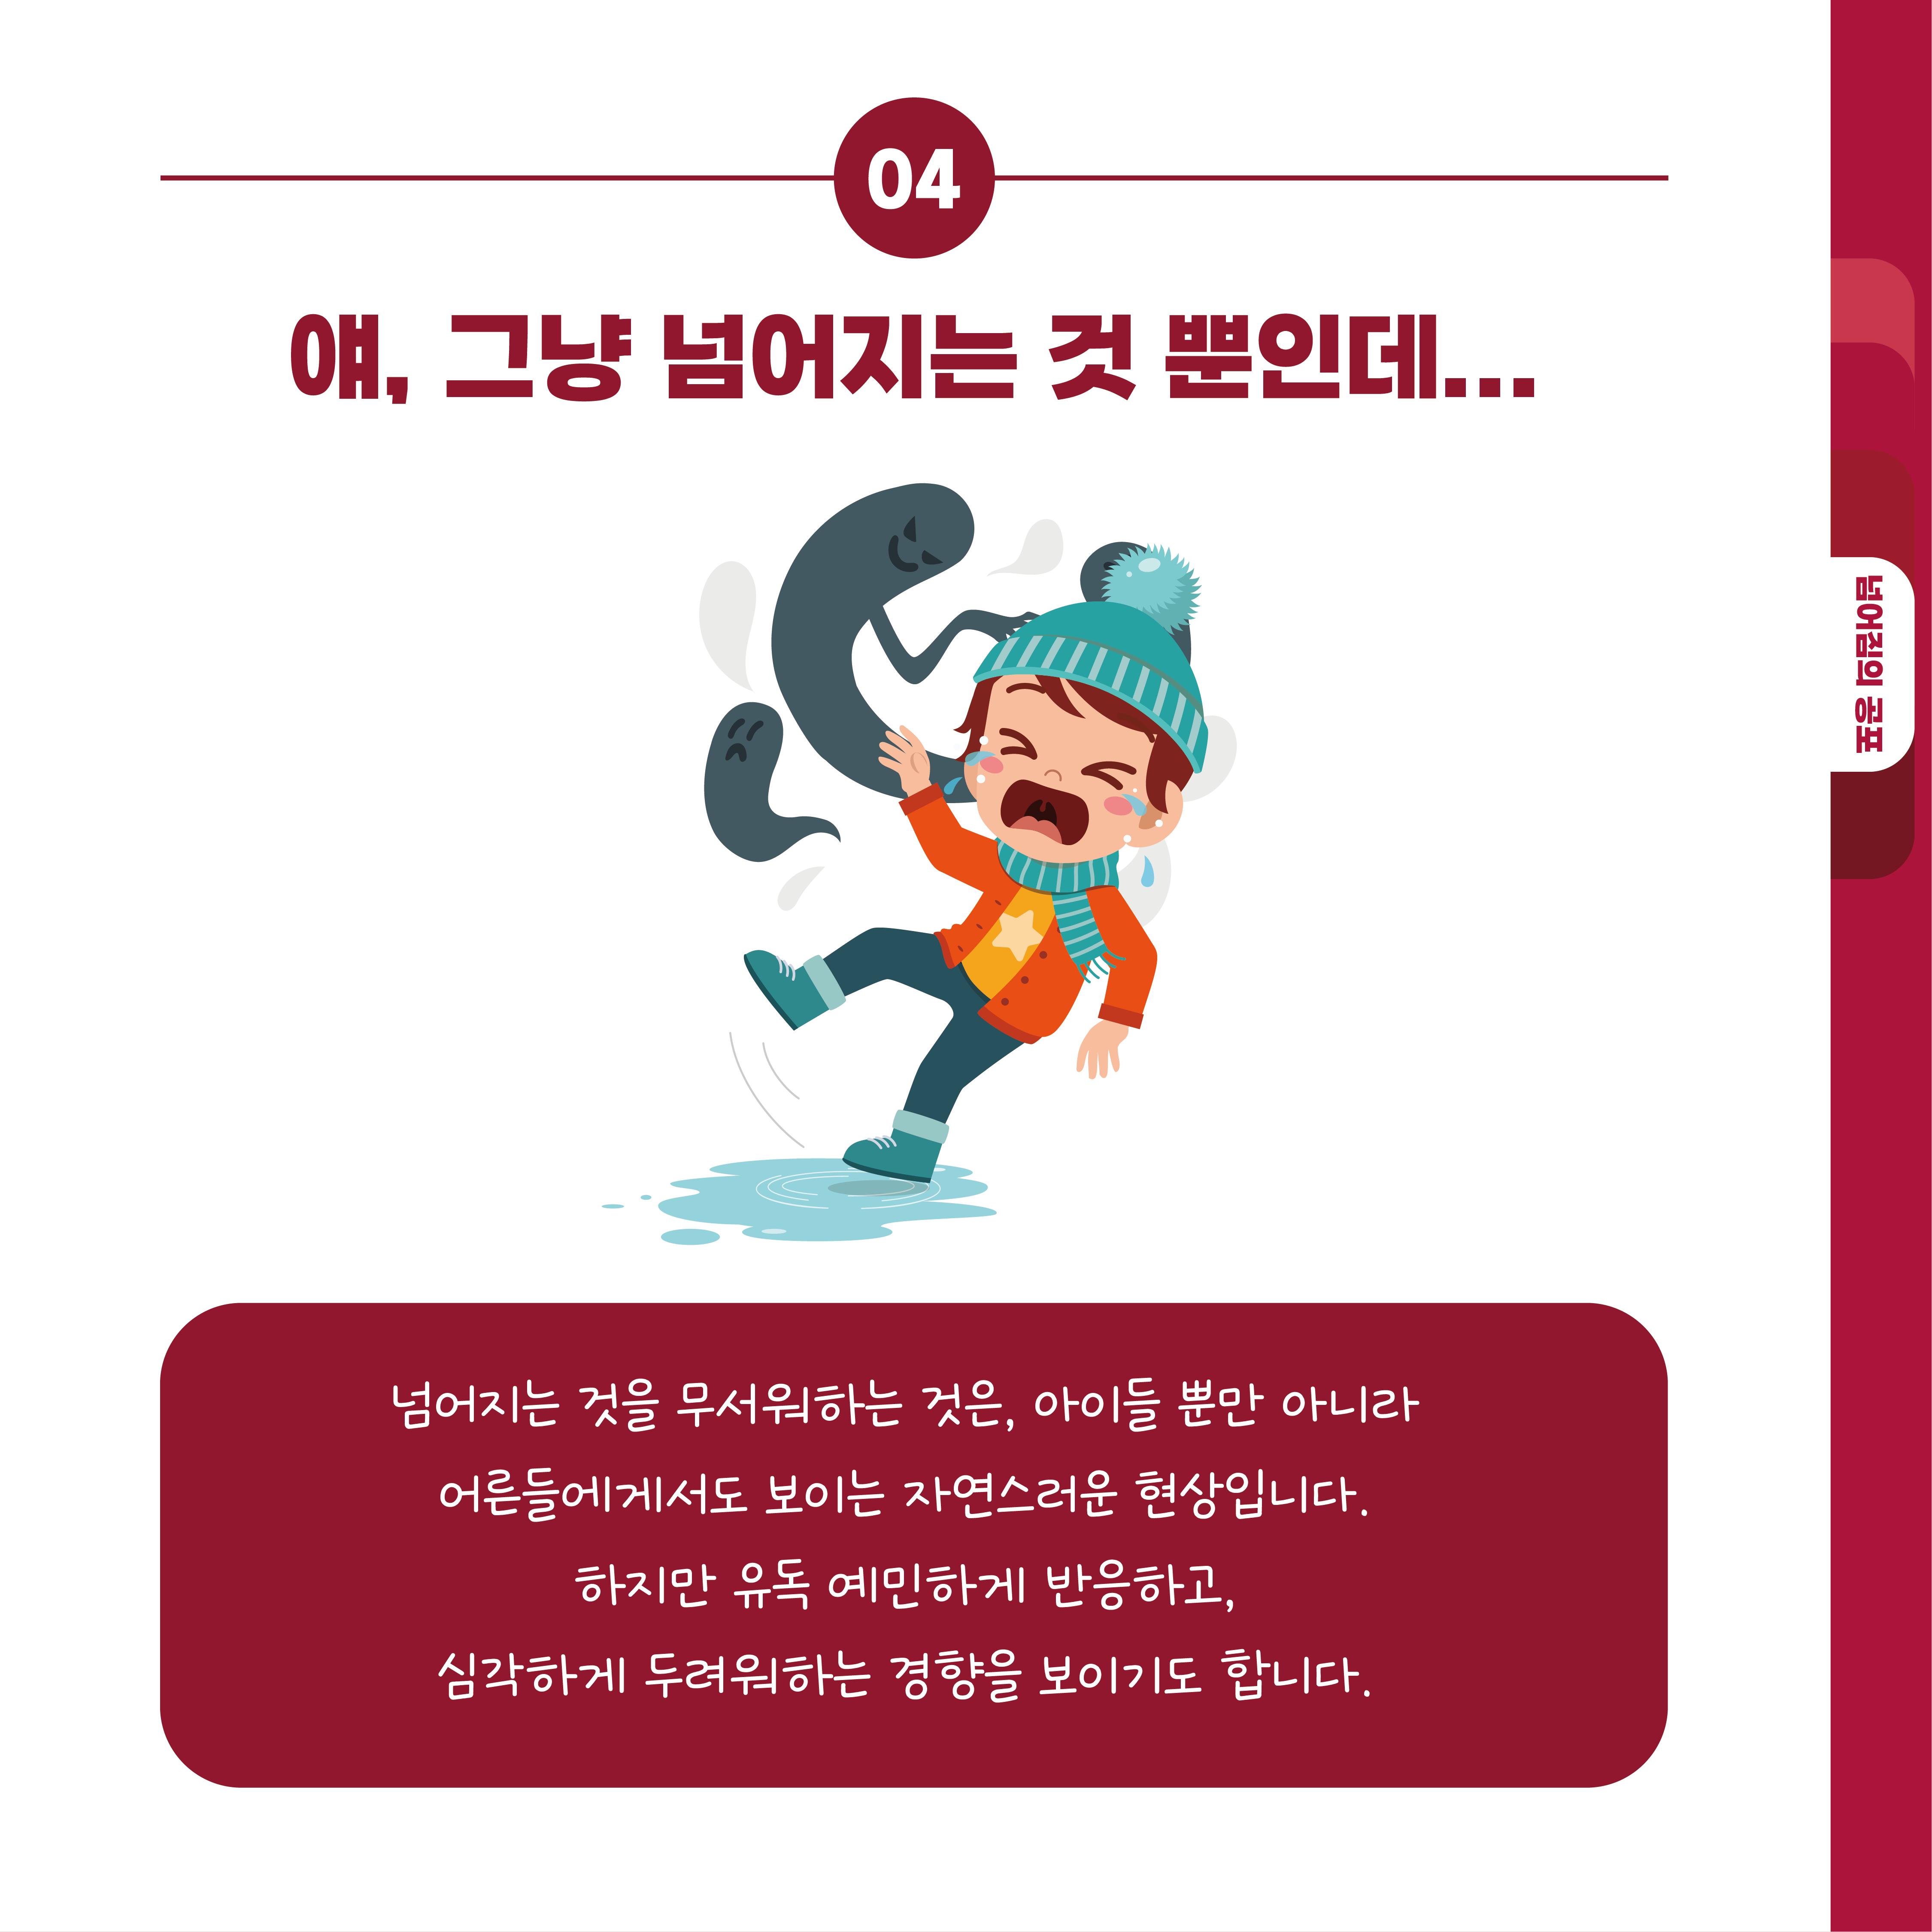 04
얘, 그냥 넘어지는 것 뿐인데...
넘어짐의 공포
넘어지는 것을 무서워하는 것은, 아이들 뿐만 아니라
어른들에게서도 보이는 자연스러운 현상입니다.
하지만 유독 예민하게 반응하고,
심각하게 두려워하는 경향을 보이기도 합니다.